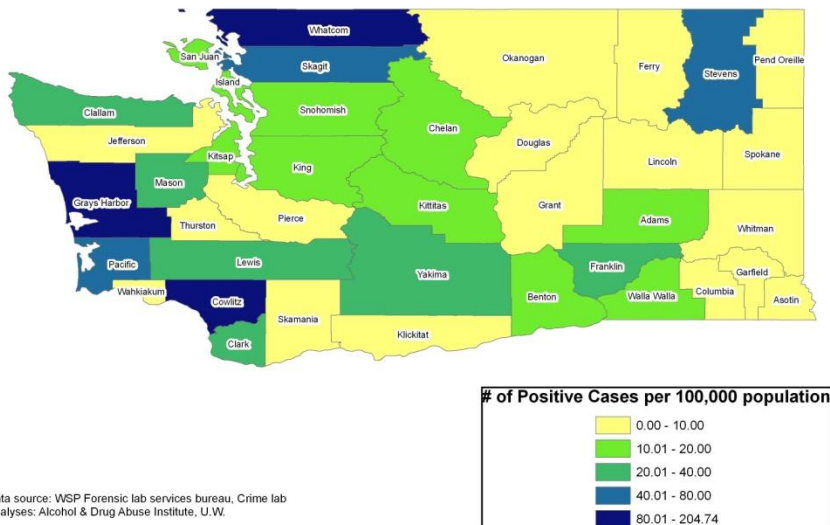 Whatcom
San Juan
Skagit
Okanogan
Ferry
Stevens
Pend Oreille
Island
Clallam
Snohomish
Chelan
Jefferson
Douglas
Kitsap
King
Lincoln
Spokane
Mason
Grays Harbor
Kittitas
Grant
Thurston
Pierce
Adams
Whitman
Pacific
Lewis
Yakima
Franklin
Garfield
Wahkiakum
Cowlitz
Benton
Walla Walla
Columbia
Asotin
Skamania
Klickitat
Clark
# of Positive Cases per 100,000 population
0.00 - 10.00
10.01 - 20.00
20.01 - 40.00
40.01 - 80.00
80.01 - 204.74
ta source: WSP Forensic lab services bureau, Crime lab
alyses: Alcohol & Drug Abuse Institute, U.W.